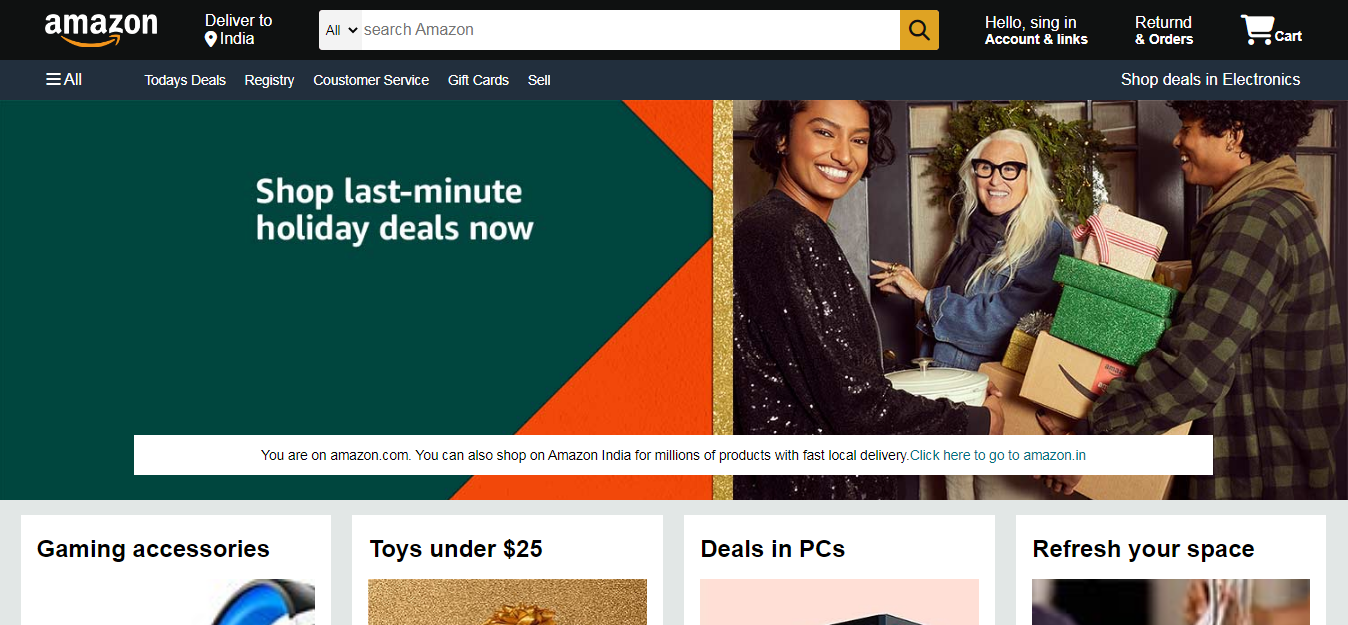 amazon
Deliver to
India
All
search Amazon
Hello, sing in
Account & links
Returnd
& Orders
Cart
All
Todays Deals
Registry
Coustomer Service
Gift Cards
Sell
Shop deals in Electronics
Shop last-minute
holiday deals now
You are on amazon.com. You can also shop on Amazon India for millions of products with fast local delivery.Click here to go to amazon.in
Gaming accessories
Toys under $25
Deals in PCs
Refresh your space